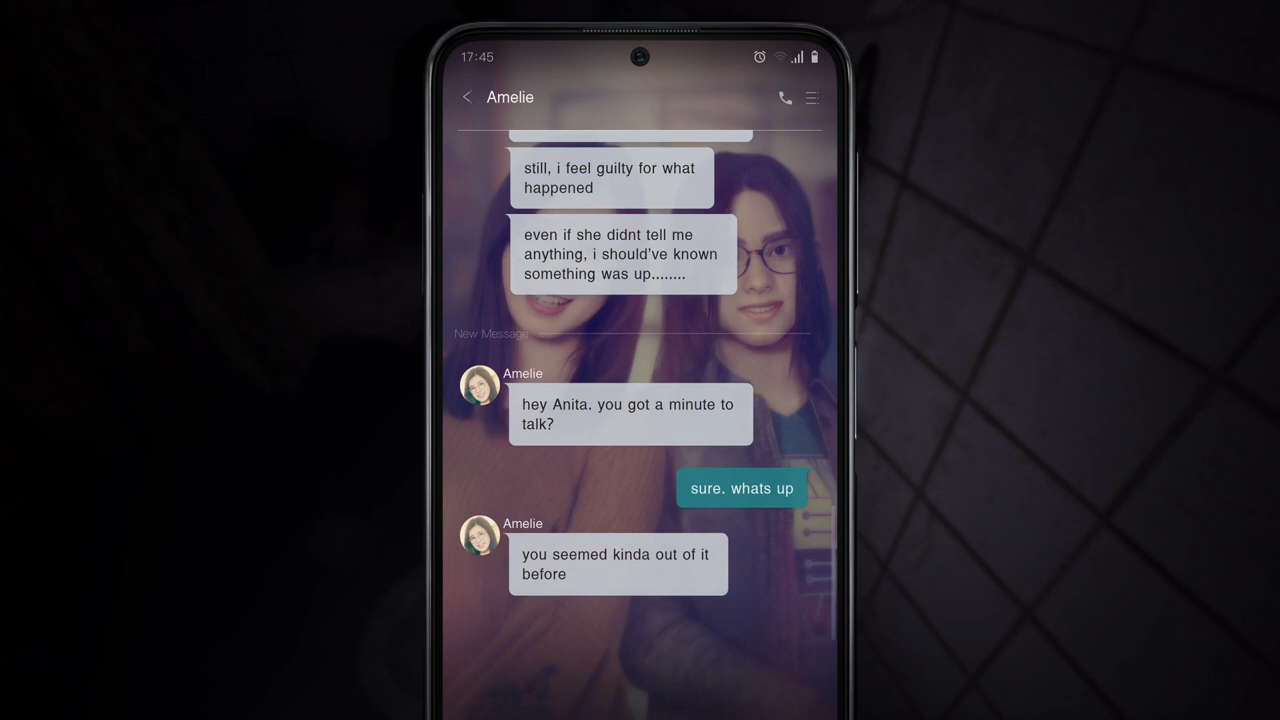 17:45
Amelie
still, i feel guilty for what
happened
even if she didnt tell me
anything, i should've known
something was up........
New Message
Amelie
hey Anita. you got a minute to
talk?
sure. whats up
Amelie
you seemed kinda out of it
before